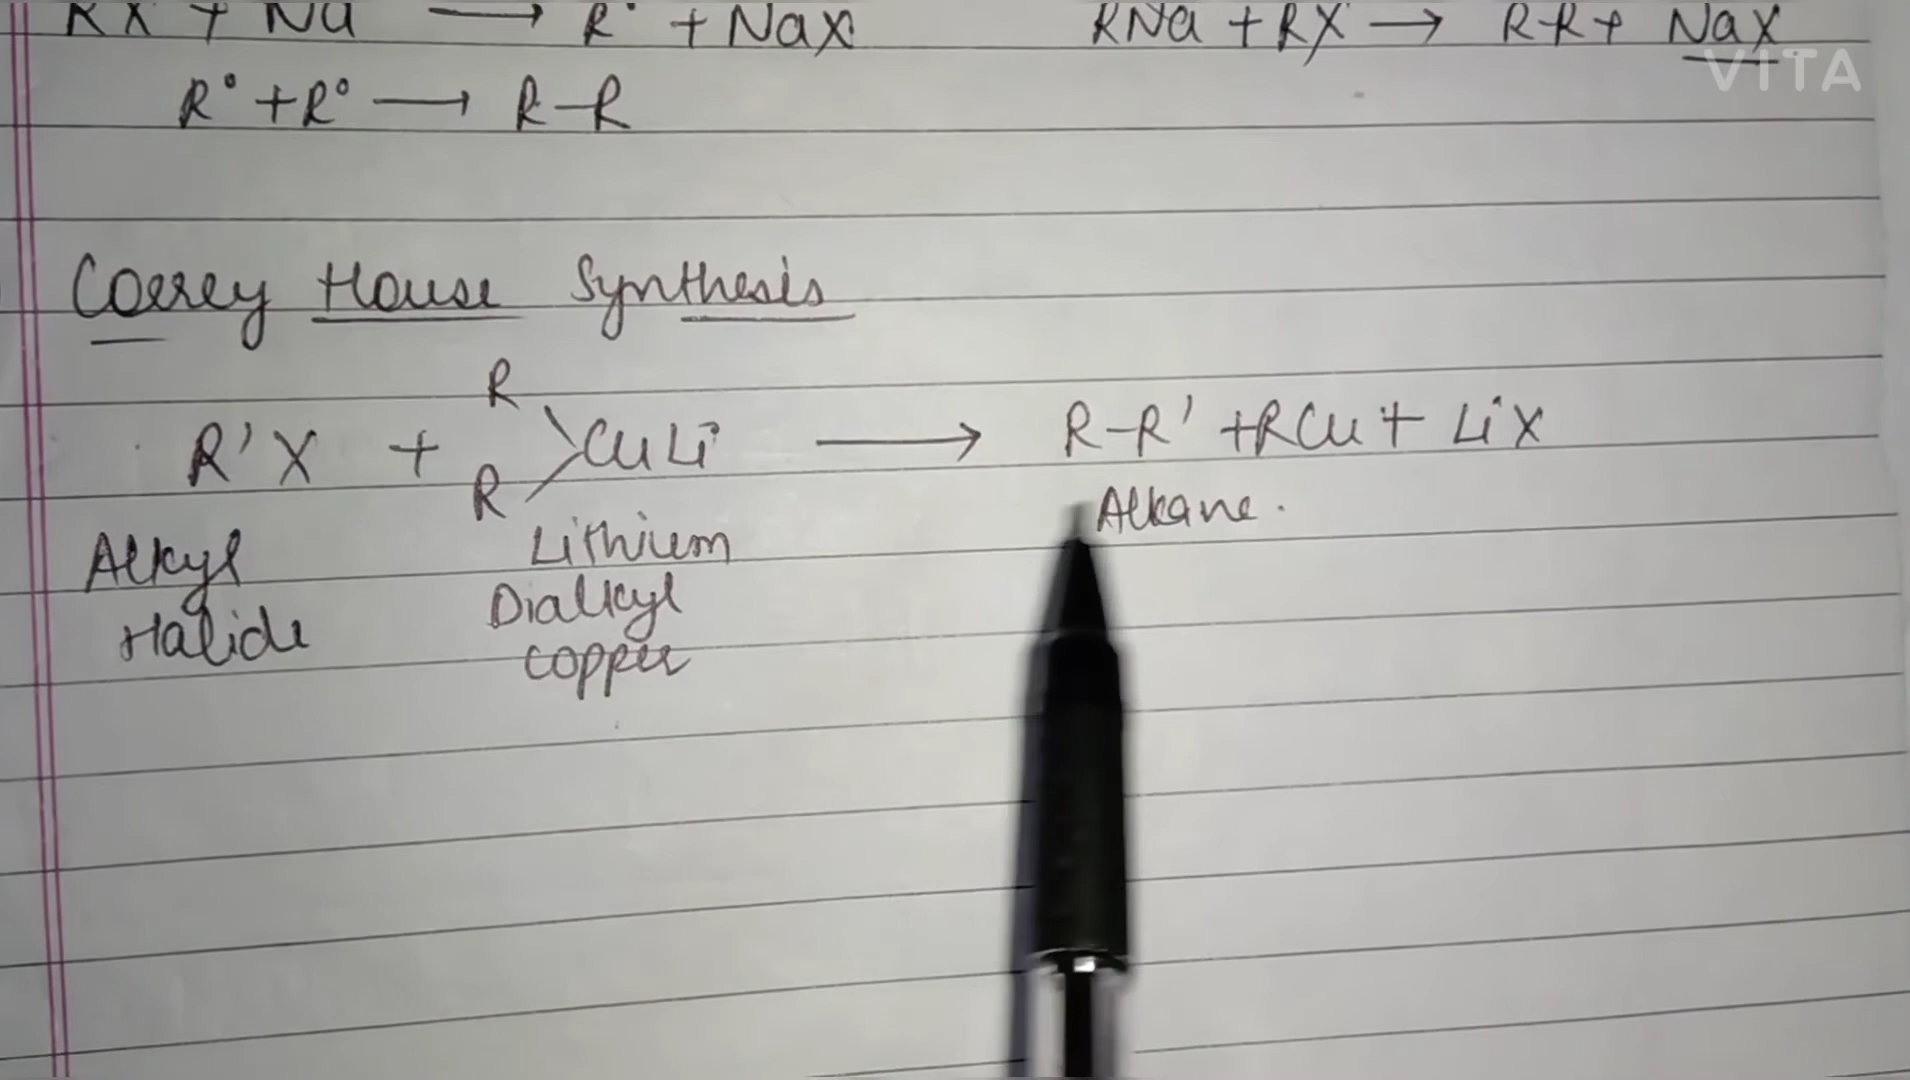 RX + Na ⟶ R° + NaX
RNa + RX ⟶ R-R + NaX
VITA
R° + R° ⟶ R-R
Correy House Synthesis
R
R'X + >CuLi ⟶ R-R' + RCu + LiX
R
Alkane.
Lithium
Alkyl
Dialkyl
Halide
copper